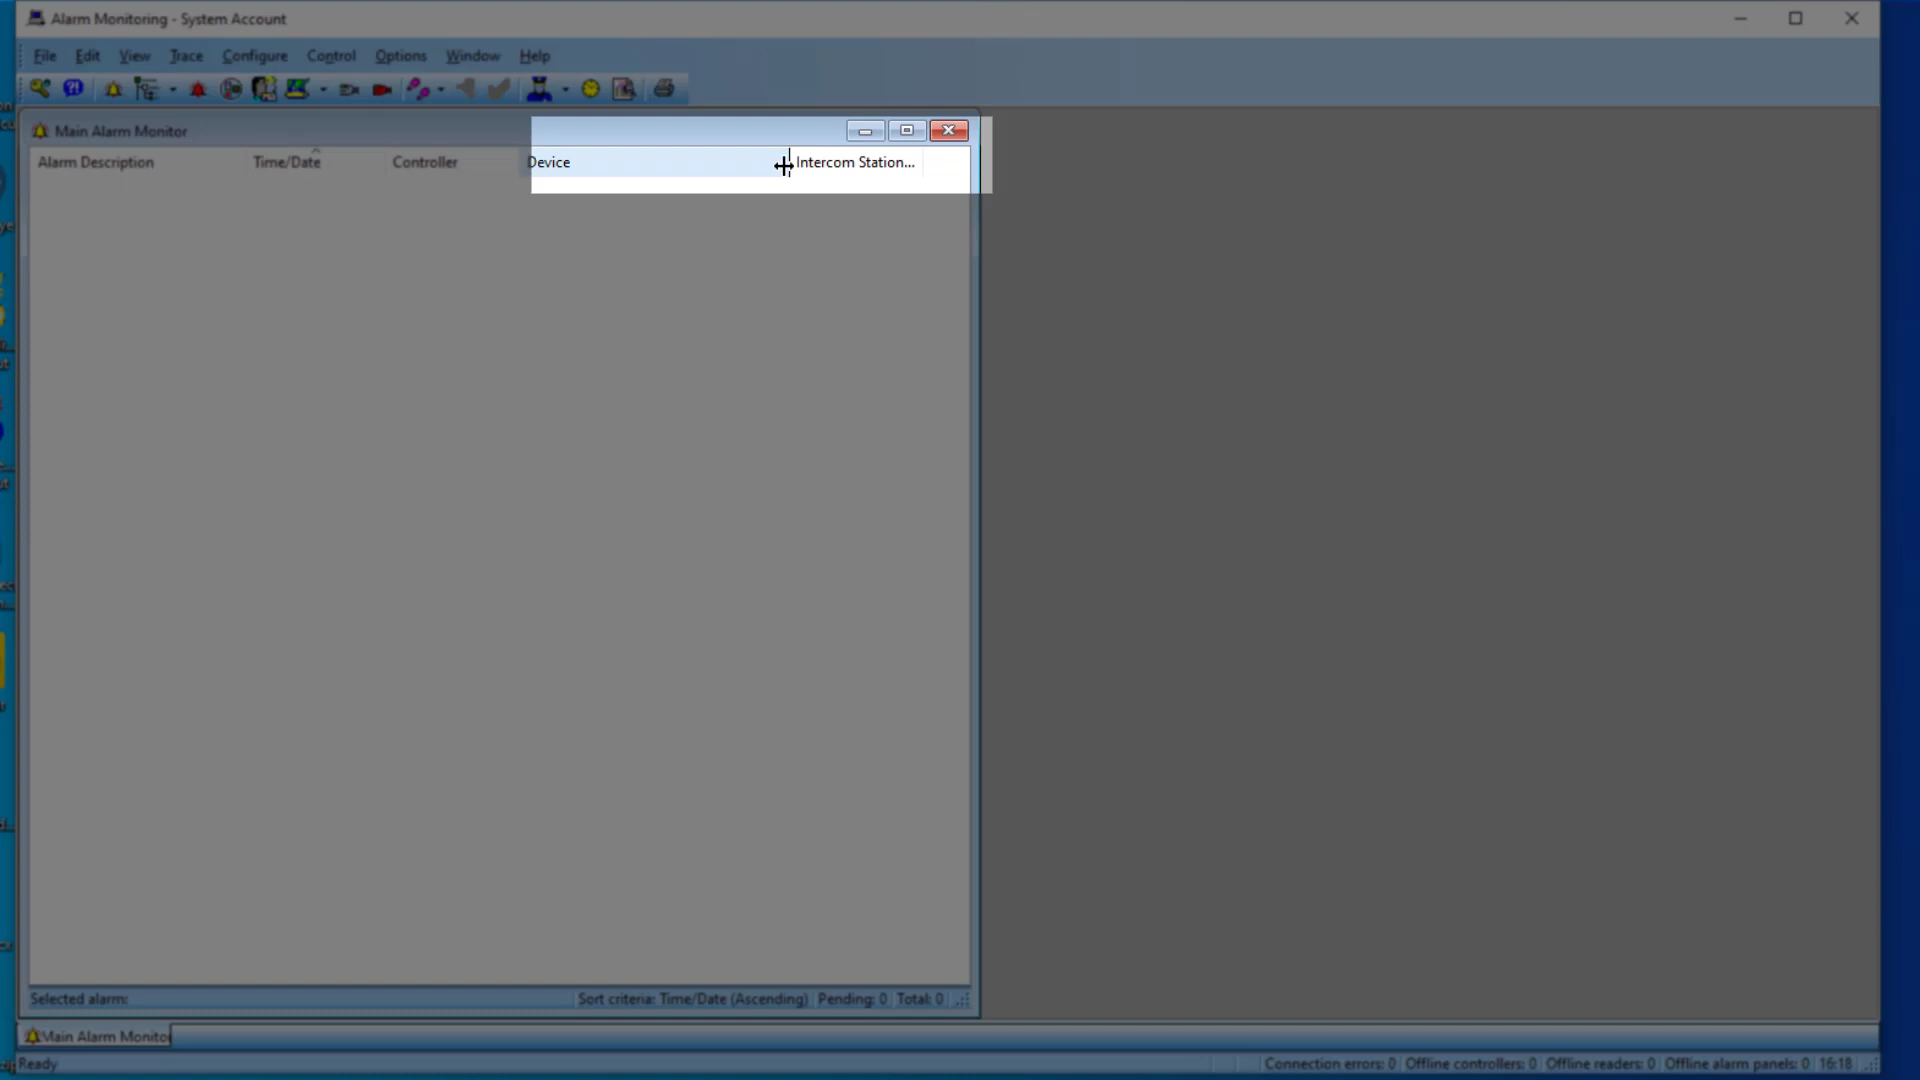 Alarm Monitoring - System Account
File Edit View Trace Configure Control Options Window Help
Main Alarm Monitor
Alarm Description Time/Date Controller Device Intercom Station...
Selected alarm: Sort criteria: Time/Date (Ascending) Pending: 0 Total: 0
Main Alarm Monitor
Ready Connection errors: 0 Offline controllers: 0 Offline readers: 0 Offline alarm panels: 0 16:18